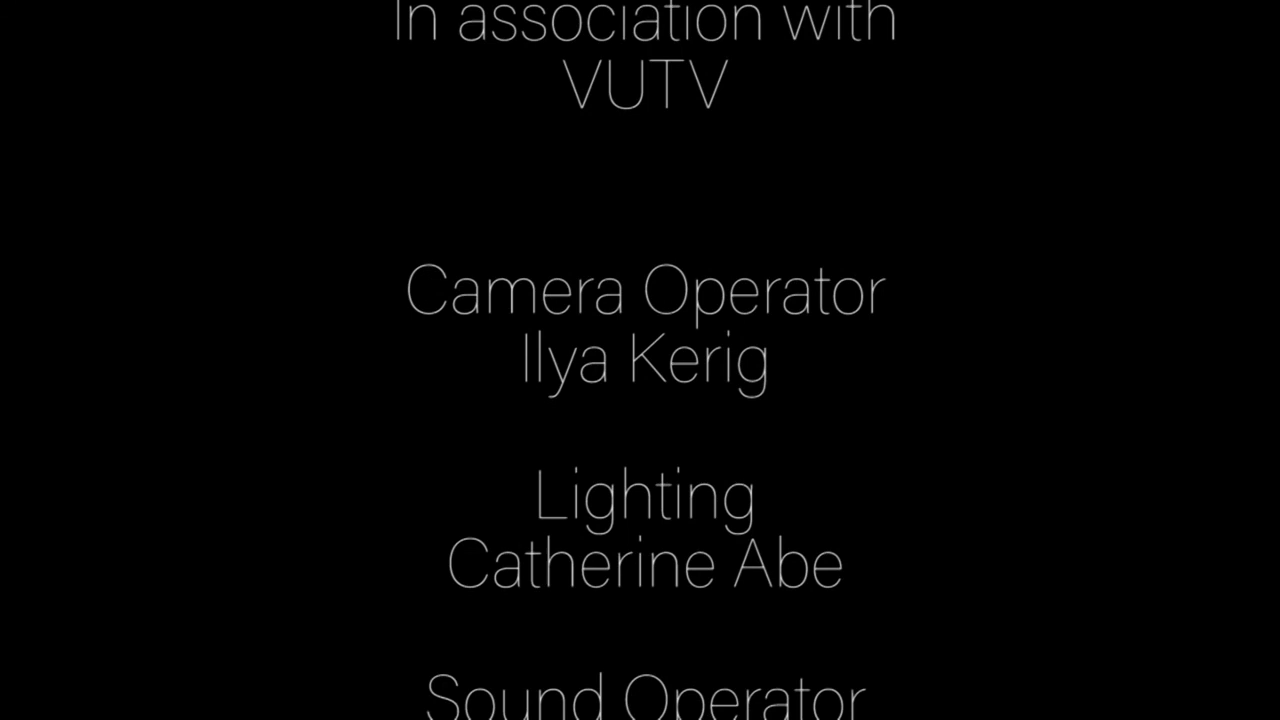 In association with
VUTV
Camera Operator
Ilya Kerig
Lighting
Catherine Abe
Sound Operator